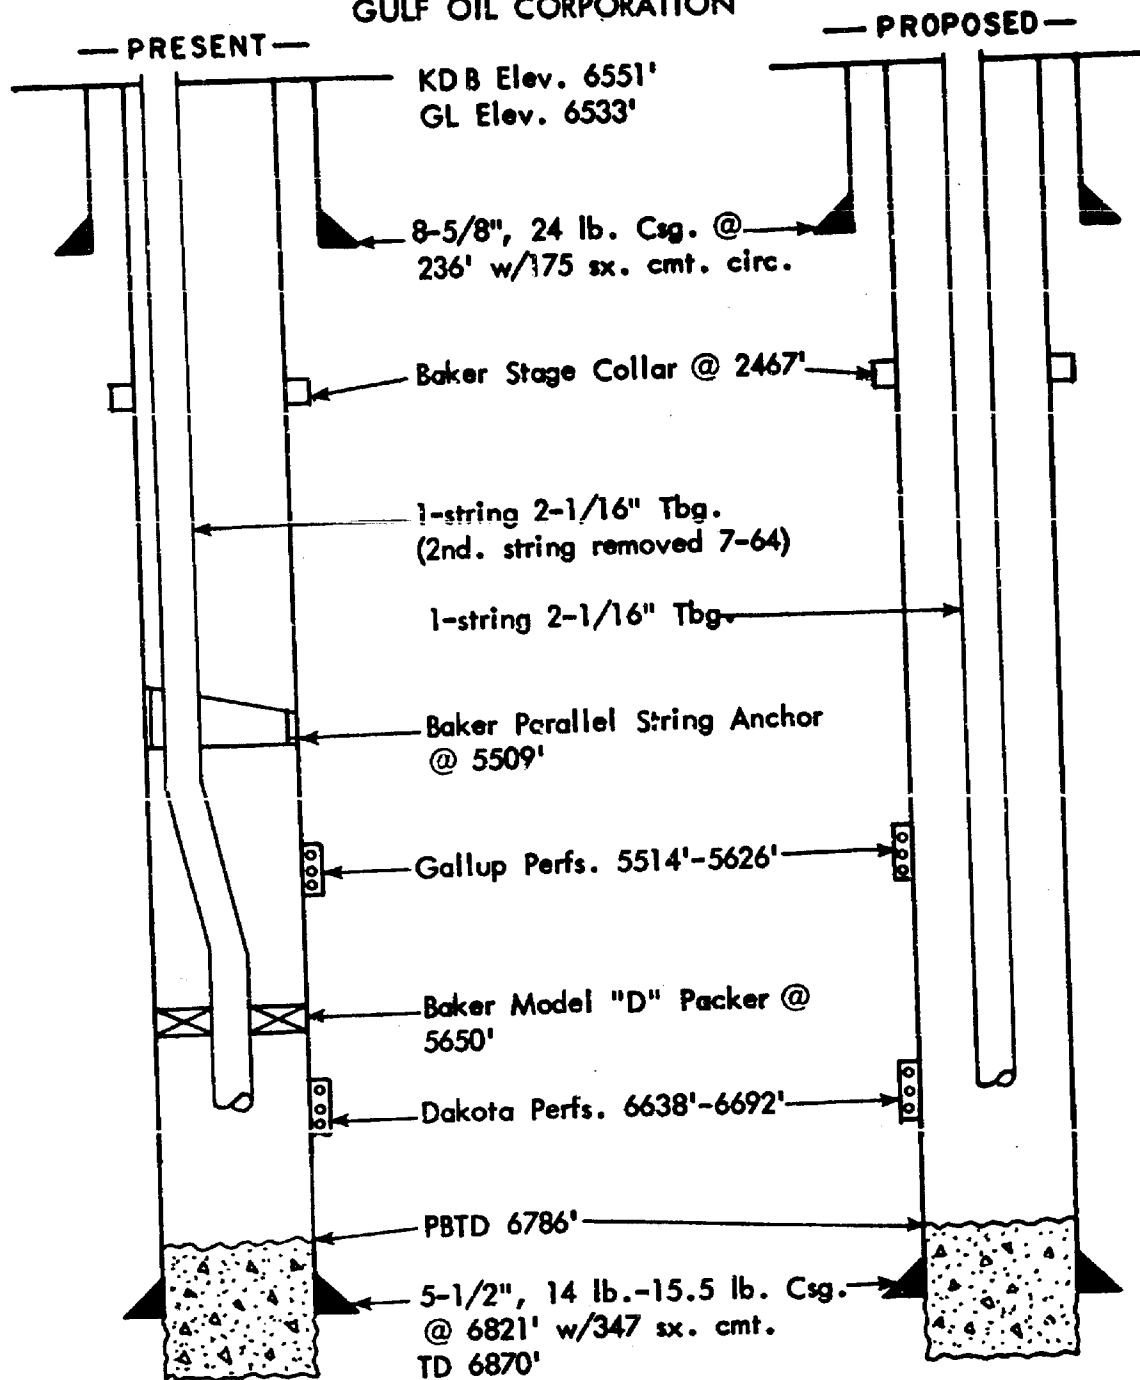 GULF OIL CORPORATION
— PRESENT —
— PROPOSED —
KDB Elev. 6551'
GL Elev. 6533'
8-5/8", 24 lb. Csg. @
236' w/175 sx. cmt. circ.
Baker Stage Collar @ 2467'
1-string 2-1/16" Tbg.
(2nd. string removed 7-64)
1-string 2-1/16" Tbg.
Baker Parallel String Anchor
@ 5509'
Gallup Perfs. 5514'-5626'
Baker Model "D" Packer @
5650'
Dakota Perfs. 6638'-6692'
PBTD 6786'
5-1/2", 14 lb.-15.5 lb. Csg.
@ 6821' w/347 sx. cmt.
TD 6870'